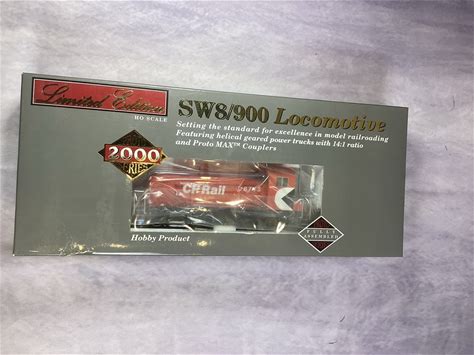 Limited Edition
HO SCALE
SW8/900 Locomotive
Setting the standard for excellence in model railroading
Featuring helical geared power trucks with 14:1 ratio
and Proto MAX™ Couplers
2000
SERIES
CP Rail
Hobby Product
FULLY
ASSEMBLED